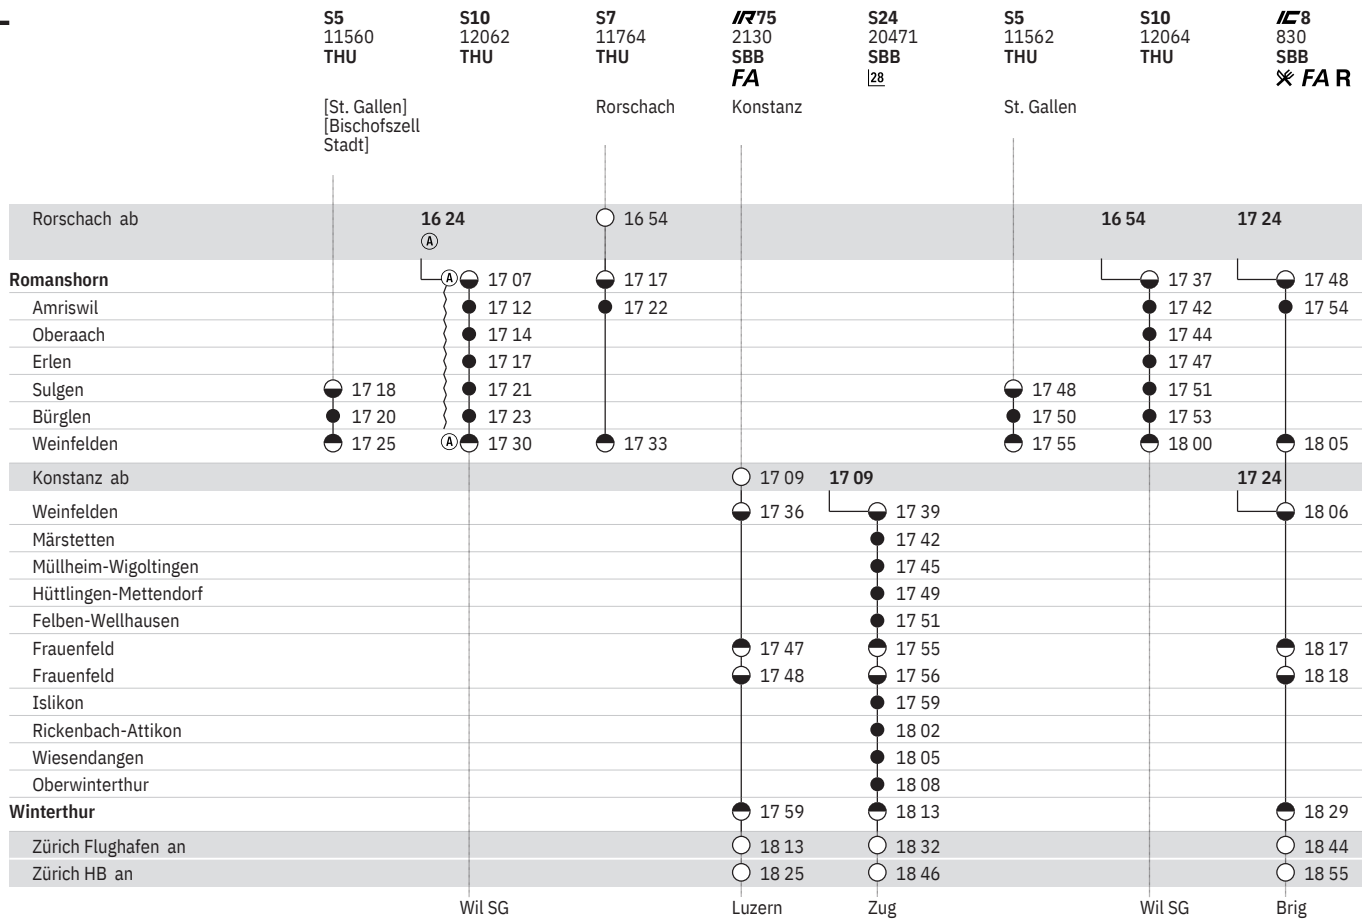 S5 S10 S7 IR75 S24 S5 S10 IC8
11560 12062 11764 2130 20471 11562 12064 830
THU THU THU SBB SBB THU THU SBB
FA 28 FA R
[St. Gallen] Rorschach Konstanz St. Gallen
[Bischofszell
Stadt]
Rorschach ab 16 24 16 54 16 54 17 24
A
Romanshorn A 17 07 17 17 17 37 17 48
Amriswil 17 12 17 22 17 42 17 54
Oberaach 17 14 17 44
Erlen 17 17 17 47
Sulgen 17 18 17 21 17 48 17 51
Bürglen 17 20 17 23 17 50 17 53
Weinfelden 17 25 A 17 30 17 33 17 55 18 00 18 05
Konstanz ab 17 09 17 09 17 24
Weinfelden 17 36 17 39 18 06
Märstetten 17 42
Müllheim-Wigoltingen 17 45
Hüttlingen-Mettendorf 17 49
Felben-Wellhausen 17 51
Frauenfeld 17 47 17 55 18 17
Frauenfeld 17 48 17 56 18 18
Islikon 17 59
Rickenbach-Attikon 18 02
Wiesendangen 18 05
Oberwinterthur 18 08
Winterthur 17 59 18 13 18 29
Zürich Flughafen an 18 13 18 32 18 44
Zürich HB an 18 25 18 46 18 55
Wil SG Luzern Zug Wil SG Brig